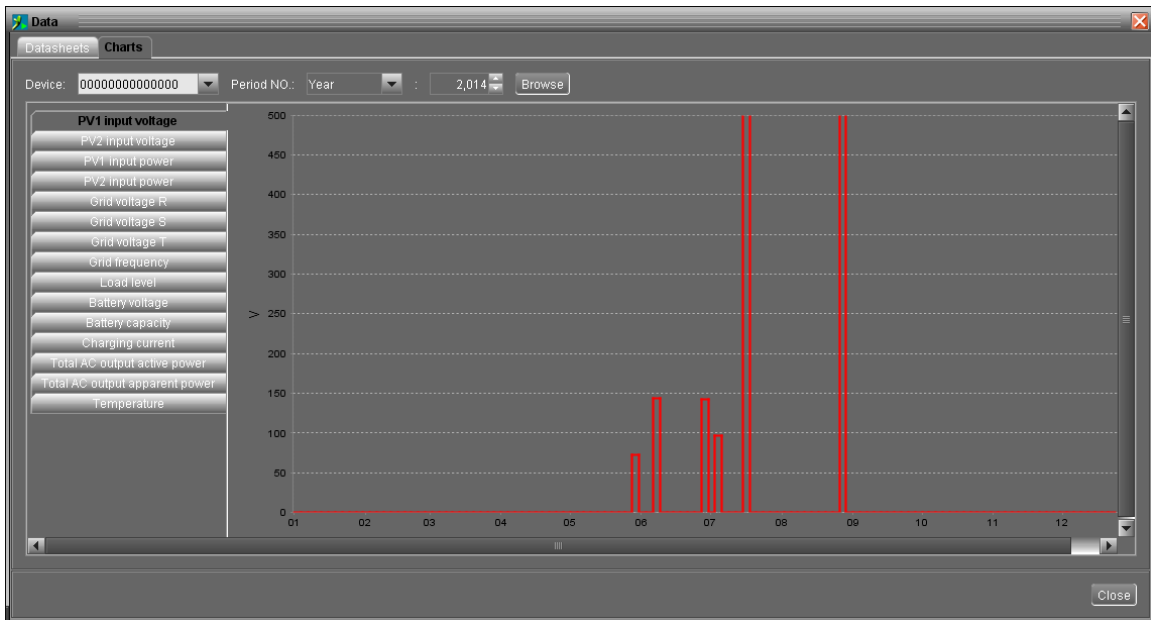 Data
Datasheets Charts
Device: 00000000000000 Period NO.: Year : 2,014 Browse
PV1 input voltage
PV2 input voltage
PV1 input power
PV2 input power
Grid voltage R
Grid voltage S
Grid voltage T
Grid frequency
Load level
Battery voltage
Battery capacity
Charging current
Total AC output active power
Total AC output apparent power
Temperature
V
500
450
400
350
300
250
200
150
100
50
0
01 02 03 04 05 06 07 08 09 10 11 12
Close